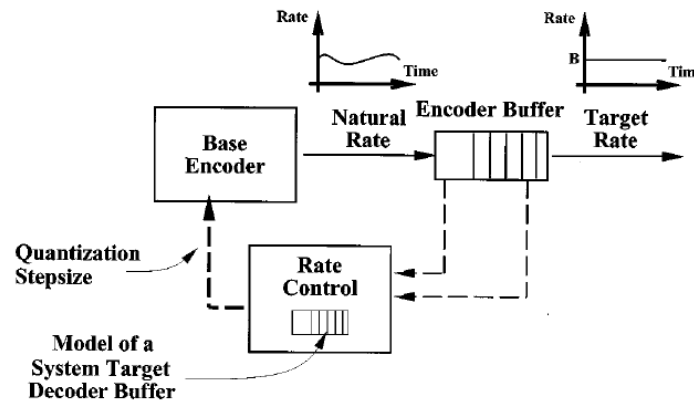 Rate
Time
Rate
B
Tim
Base
Encoder
Natural
Rate
Encoder Buffer
Target
Rate
Quantization
Stepsize
Rate
Control
Model of a
System Target
Decoder Buffer